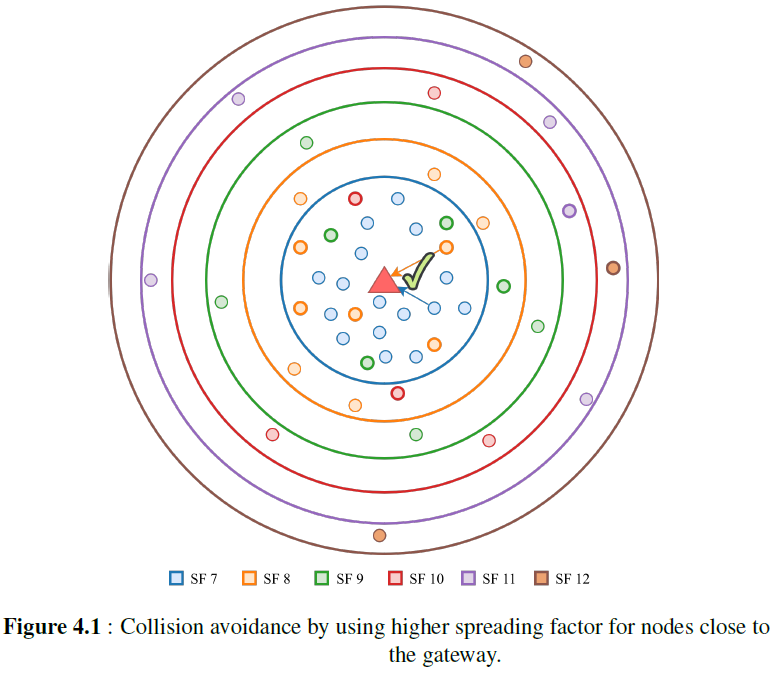 SF 7 SF 8 SF 9 SF 10 SF 11 SF 12
Figure 4.1 : Collision avoidance by using higher spreading factor for nodes close to
the gateway.